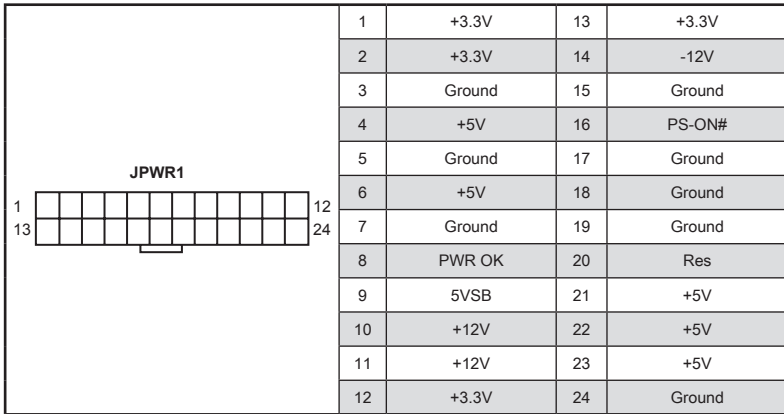 JPWR1
1 12
13 24
1 +3.3V 13 +3.3V
2 +3.3V 14 -12V
3 Ground 15 Ground
4 +5V 16 PS-ON#
5 Ground 17 Ground
6 +5V 18 Ground
7 Ground 19 Ground
8 PWR OK 20 Res
9 5VSB 21 +5V
10 +12V 22 +5V
11 +12V 23 +5V
12 +3.3V 24 Ground